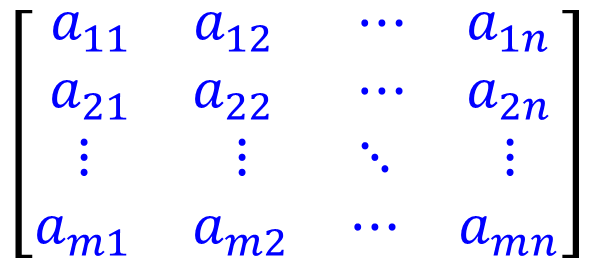 a₁₁ a₁₂ ⋯ a₁ₙ
a₂₁ a₂₂ ⋯ a₂ₙ
⋮ ⋮ ⋱ ⋮
aₘ₁ aₘ₂ ⋯ aₘₙ